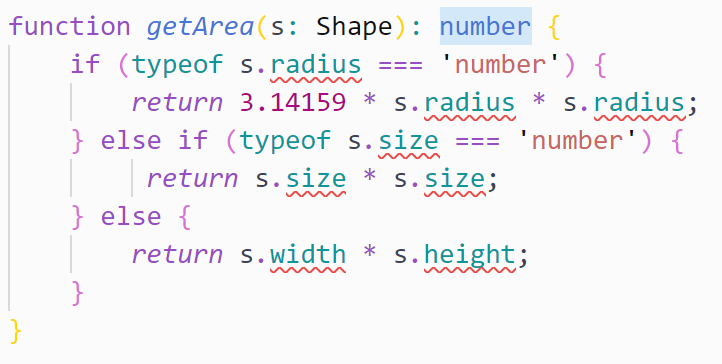 function getArea(s: Shape): number {
if (typeof s.radius === 'number') {
return 3.14159 * s.radius * s.radius;
} else if (typeof s.size === 'number') {
return s.size * s.size;
} else {
return s.width * s.height;
}
}